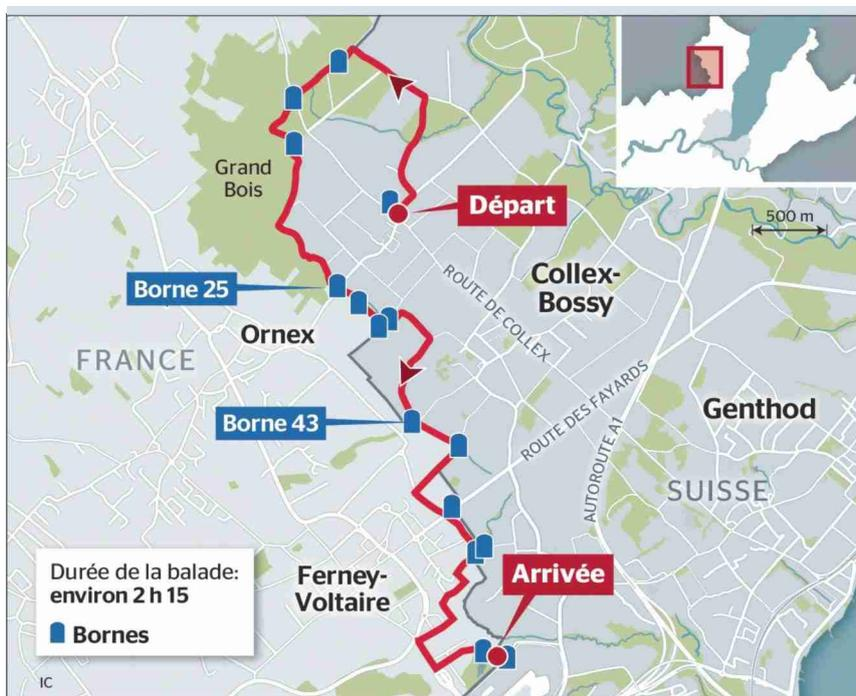 Grand
Bois
Départ
500 m
Borne 25
ROUTE DE COLLEX
Collex-
Bossy
Ornex
FRANCE
Borne 43
ROUTE DES FAYARDS
Genthod
AUTOROUTE A1
SUISSE
Durée de la balade:
environ 2 h 15
Bornes
Ferney-
Voltaire
Arrivée
IC